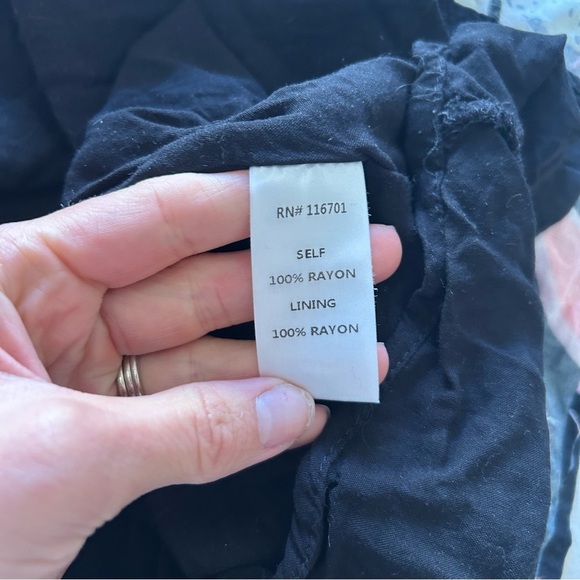 RN# 116701
SELF
100% RAYON
LINING
100% RAYON